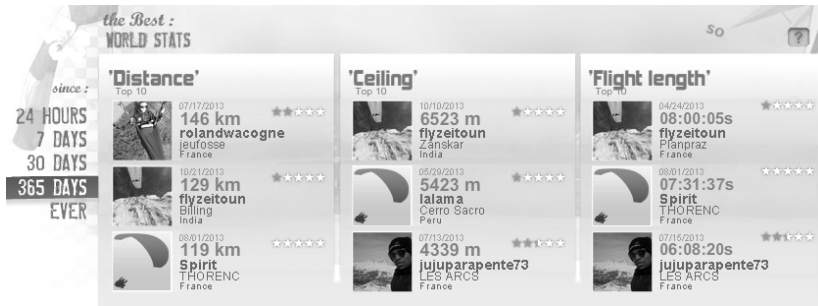 the Best :
WORLD STATS
so
?
since :
24 HOURS
7 DAYS
30 DAYS
365 DAYS
EVER
'Distance'
Top 10
07/17/2013
146 km
rolandwacogne
jeufosse
France
10/21/2013
129 km
flyzeitoun
Billing
India
08/01/2013
119 km
Spirit
THORENC
France
'Ceiling'
Top 10
10/10/2013
6523 m
flyzeitoun
Zanskar
India
05/29/2013
5423 m
lalama
Cerro Sacro
Peru
07/13/2013
4339 m
jujuparapente73
LES ARCS
France
'Flight length'
Top 10
04/24/2013
08:00:05s
flyzeitoun
Planpraz
France
08/01/2013
07:31:37s
Spirit
THORENC
France
07/15/2013
06:08:20s
jujuparapente73
LES ARCS
France